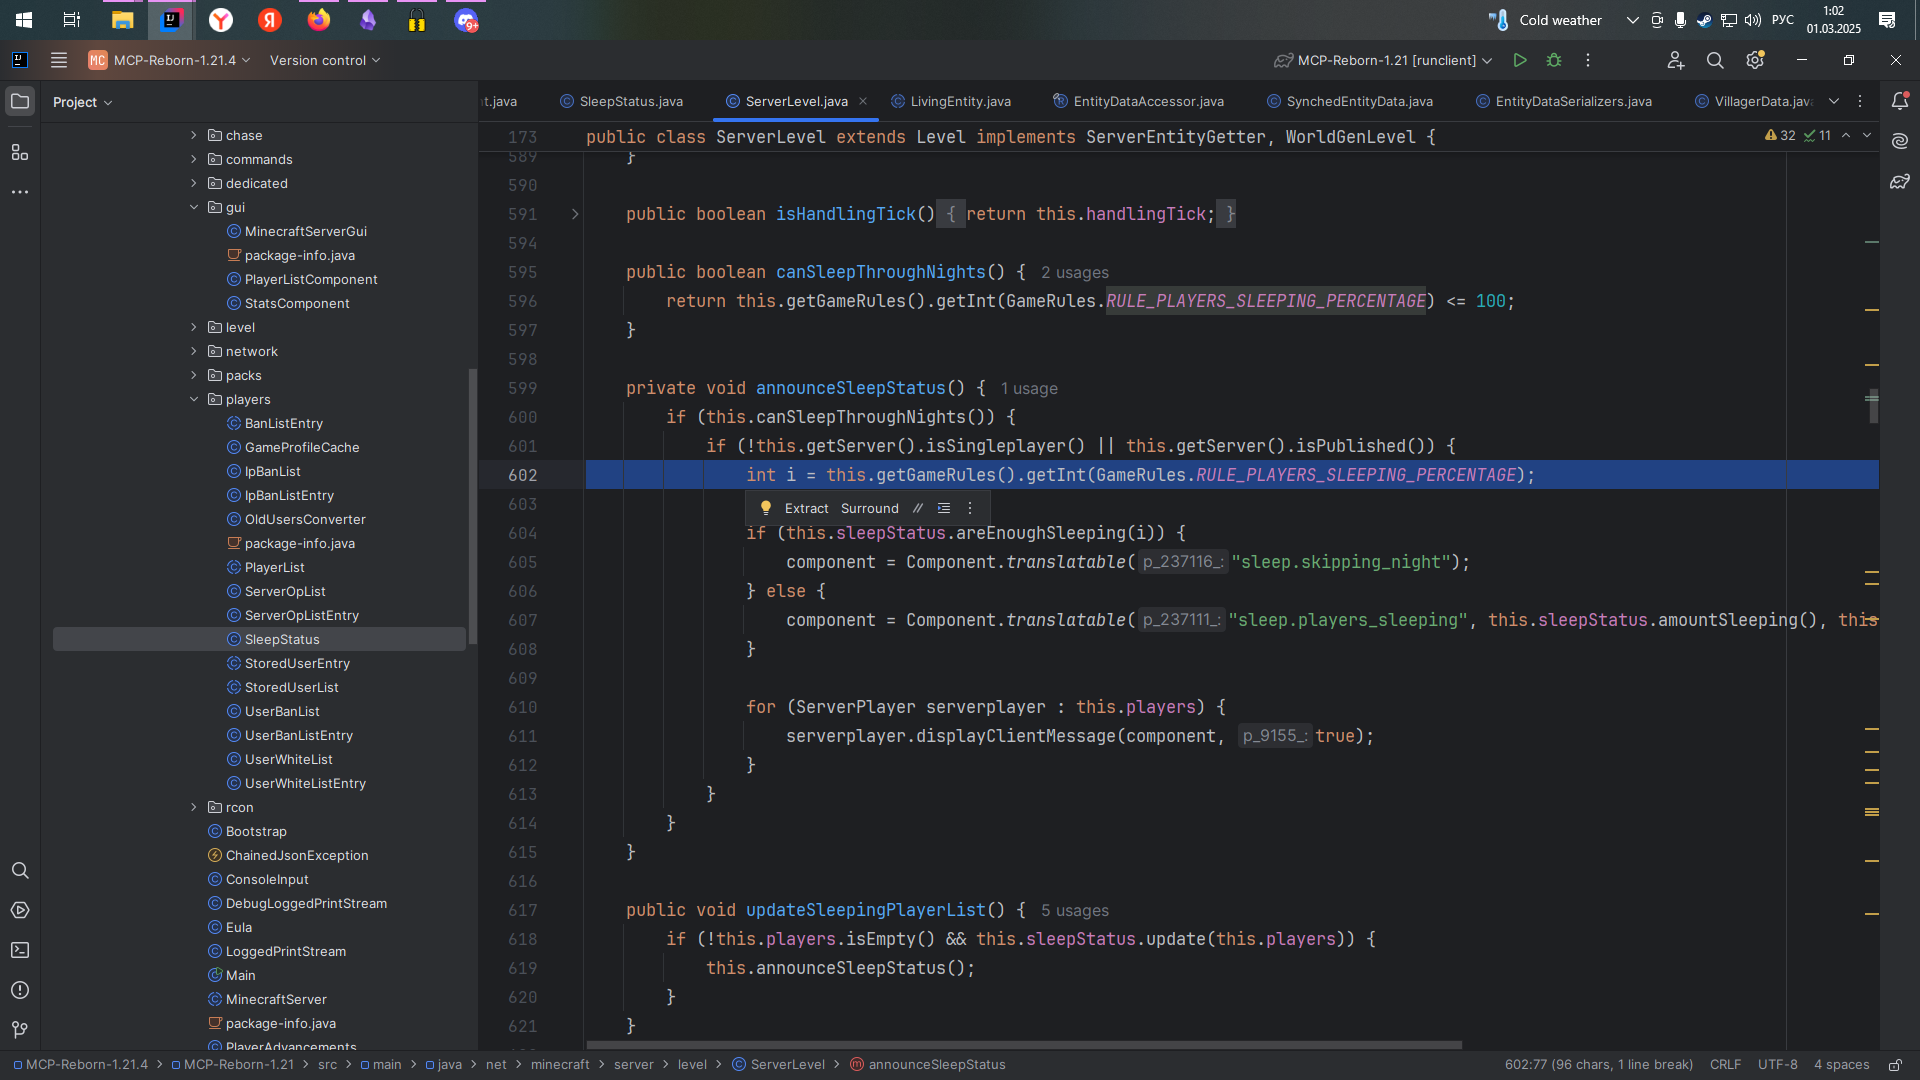 Cold weather
РУС
1:02
01.03.2025
9+
MC
MCP-Reborn-1.21.4
Version control
MCP-Reborn-1.21 [runclient]
Project
t.java
SleepStatus.java
ServerLevel.java
LivingEntity.java
EntityDataAccessor.java
SynchedEntityData.java
EntityDataSerializers.java
VillagerData.java
chase
commands
dedicated
gui
MinecraftServerGui
package-info.java
PlayerListComponent
StatsComponent
level
network
packs
players
BanListEntry
GameProfileCache
IpBanList
IpBanListEntry
OldUsersConverter
package-info.java
PlayerList
ServerOpList
ServerOpListEntry
SleepStatus
StoredUserEntry
StoredUserList
UserBanList
UserBanListEntry
UserWhiteList
UserWhiteListEntry
rcon
Bootstrap
ChainedJsonException
ConsoleInput
DebugLoggedPrintStream
Eula
LoggedPrintStream
Main
MinecraftServer
package-info.java
PlayerAdvancements
173 public class ServerLevel extends Level implements ServerEntityGetter, WorldGenLevel {
32 11
589 }
590
591 public boolean isHandlingTick() { return this.handlingTick; }
594
595 public boolean canSleepThroughNights() { 2 usages
596 return this.getGameRules().getInt(GameRules.RULE_PLAYERS_SLEEPING_PERCENTAGE) <= 100;
597 }
598
599 private void announceSleepStatus() { 1 usage
600 if (this.canSleepThroughNights()) {
601 if (!this.getServer().isSingleplayer() || this.getServer().isPublished()) {
602 int i = this.getGameRules().getInt(GameRules.RULE_PLAYERS_SLEEPING_PERCENTAGE);
603
Extract Surround //
604 if (this.sleepStatus.areEnoughSleeping(i)) {
605 component = Component.translatable( p_237116_: "sleep.skipping_night");
606 } else {
607 component = Component.translatable( p_237111_: "sleep.players_sleeping", this.sleepStatus.amountSleeping(), this
608 }
609
610 for (ServerPlayer serverplayer : this.players) {
611 serverplayer.displayClientMessage(component, p_9155_: true);
612 }
613 }
614 }
615 }
616
617 public void updateSleepingPlayerList() { 5 usages
618 if (!this.players.isEmpty() && this.sleepStatus.update(this.players)) {
619 this.announceSleepStatus();
620 }
621 }
MCP-Reborn-1.21.4 > MCP-Reborn-1.21 > src > main > java > net > minecraft > server > level > ServerLevel > announceSleepStatus
602:77 (96 chars, 1 line break) CRLF UTF-8 4 spaces